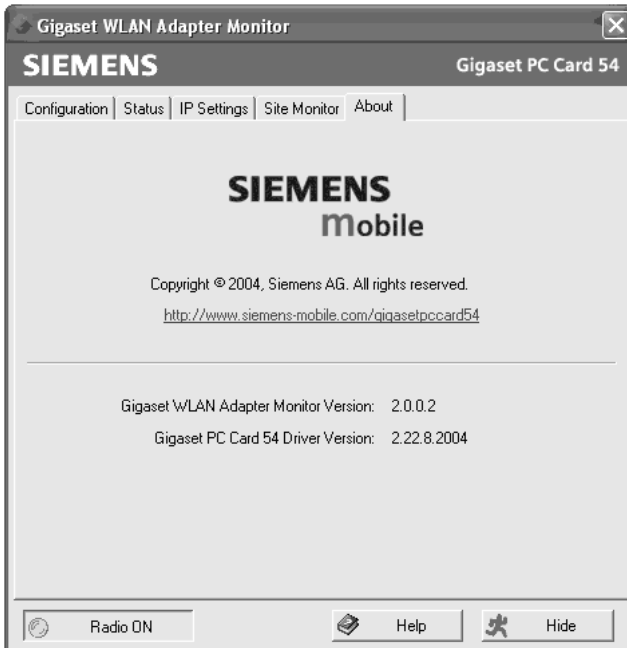 Gigaset WLAN Adapter Monitor
SIEMENS
Gigaset PC Card 54
Configuration
Status
IP Settings
Site Monitor
About
SIEMENS
mobile
Copyright © 2004, Siemens AG. All rights reserved.
http://www.siemens-mobile.com/gigasetpccard54
Gigaset WLAN Adapter Monitor Version: 2.0.0.2
Gigaset PC Card 54 Driver Version: 2.22.8.2004
Radio ON
Help
Hide